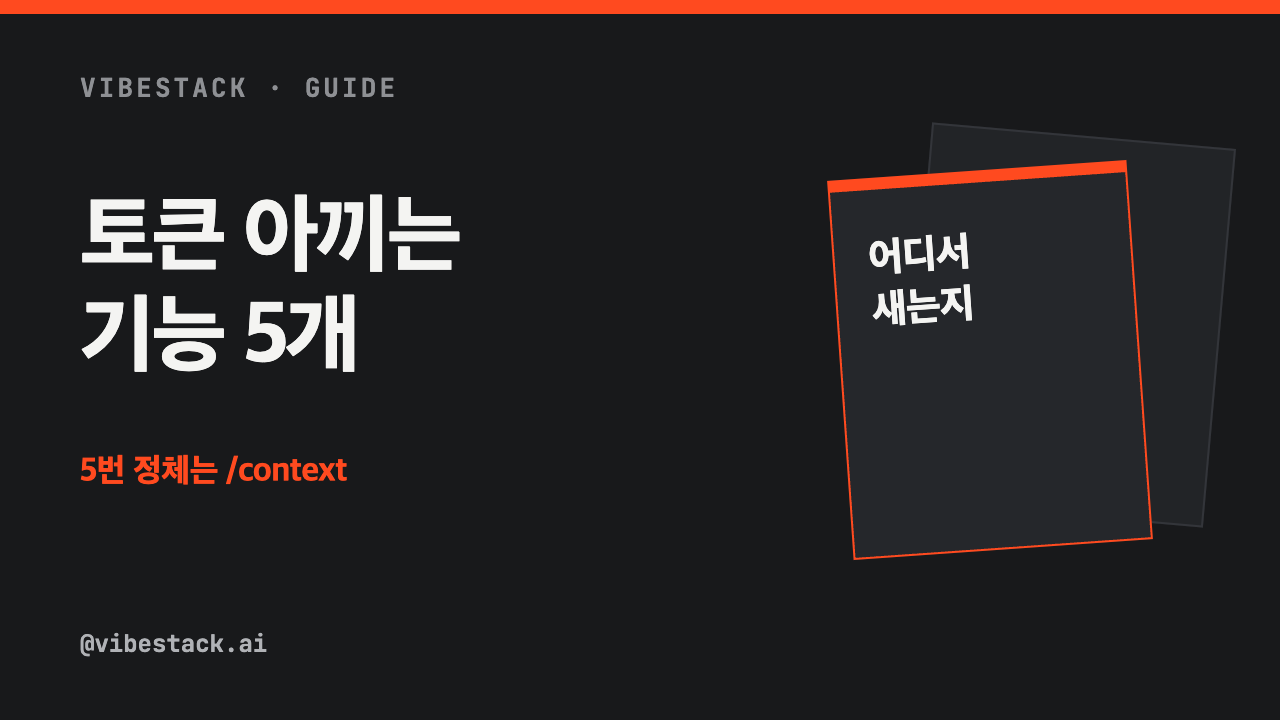 VIBESTACK · GUIDE
토큰 아끼는
기능 5개
5번 정체는 /context
어디서
새는지
@vibestack.ai